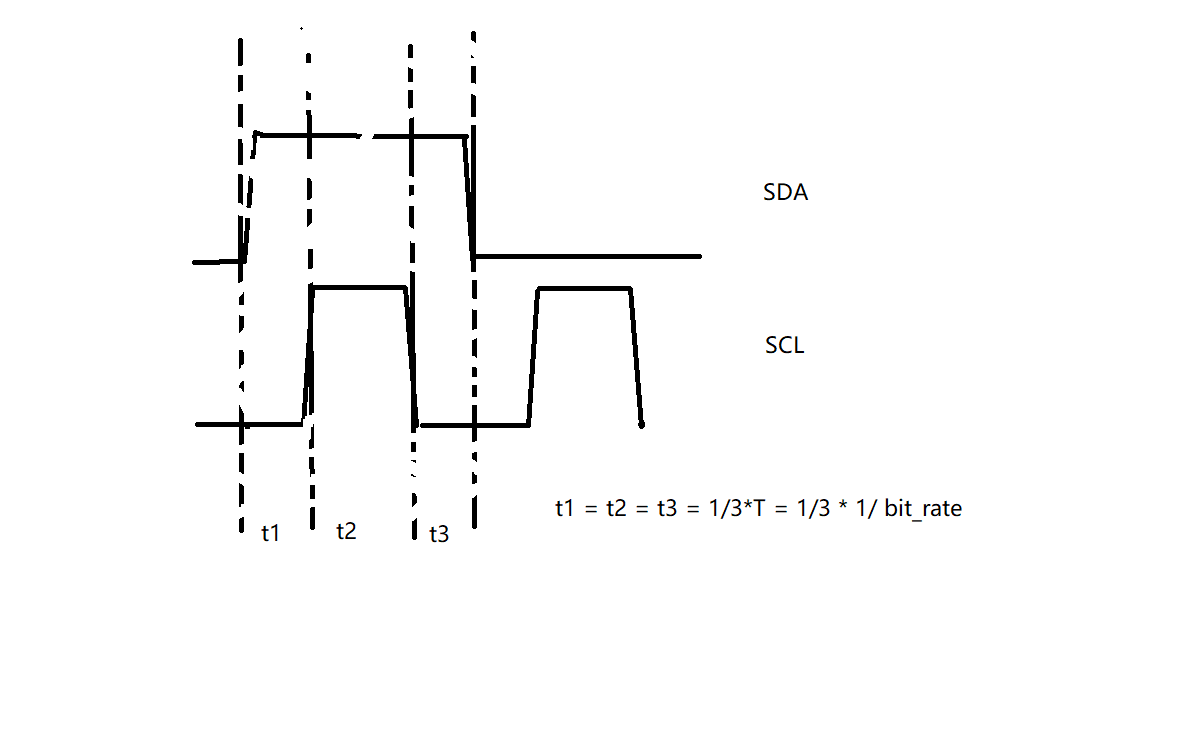 SDA
SCL
t1 = t2 = t3 = 1/3*T = 1/3 * 1/ bit_rate
t1 t2 t3